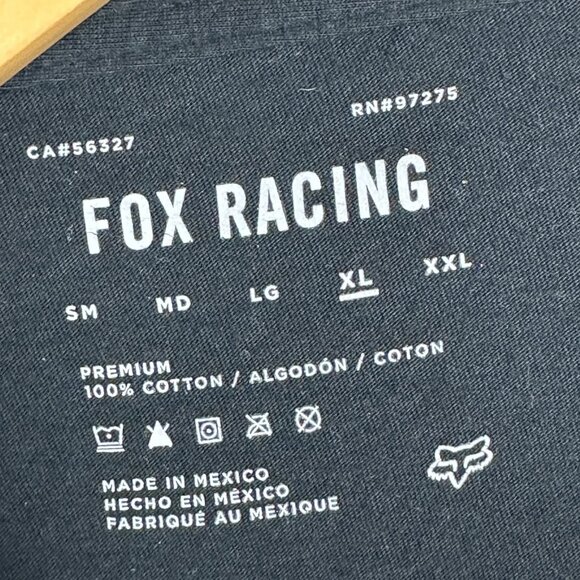 CA#56327
RN#97275
FOX RACING
SM MD LG XL XXL
PREMIUM
100% COTTON / ALGODÓN / COTON
MADE IN MEXICO
HECHO EN MÉXICO
FABRIQUÉ AU MEXIQUE